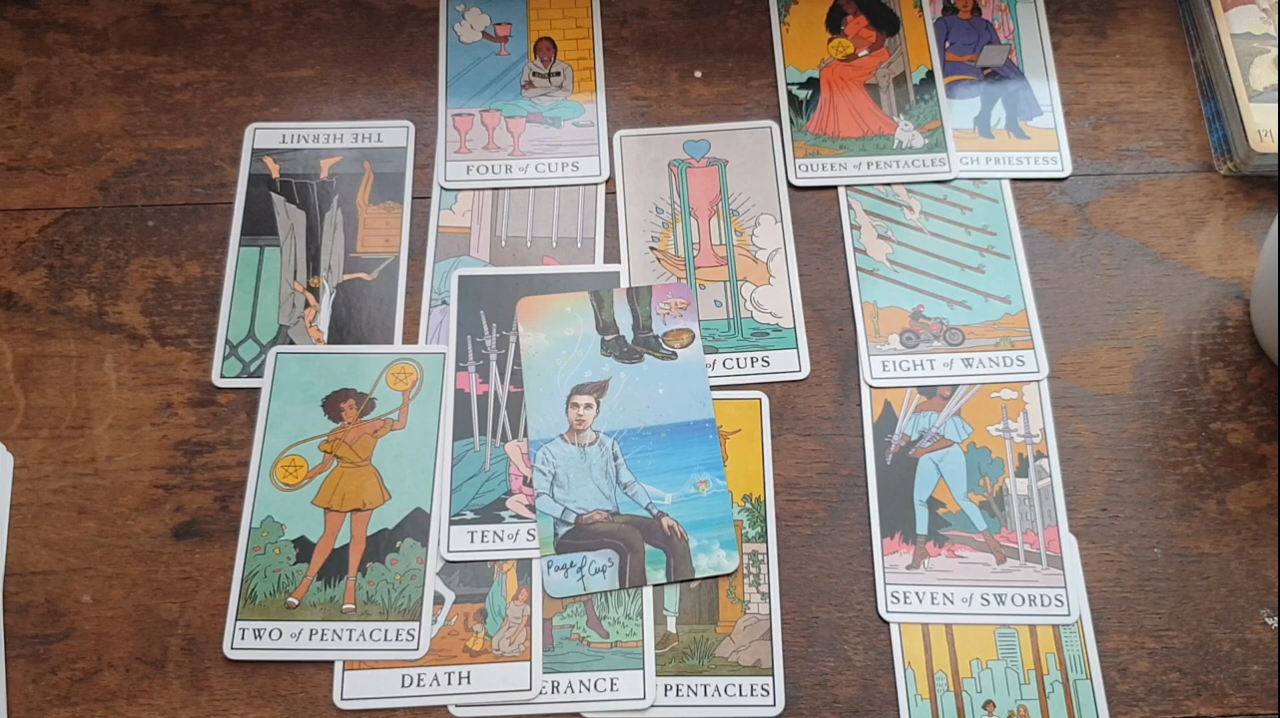 FOUR of CUPS
QUEEN of PENTACLES
GH PRIESTESS
THE HERMIT
of CUPS
EIGHT of WANDS
TEN of S
Page of Cups
SEVEN of SWORDS
TWO of PENTACLES
DEATH
ERANCE
PENTACLES